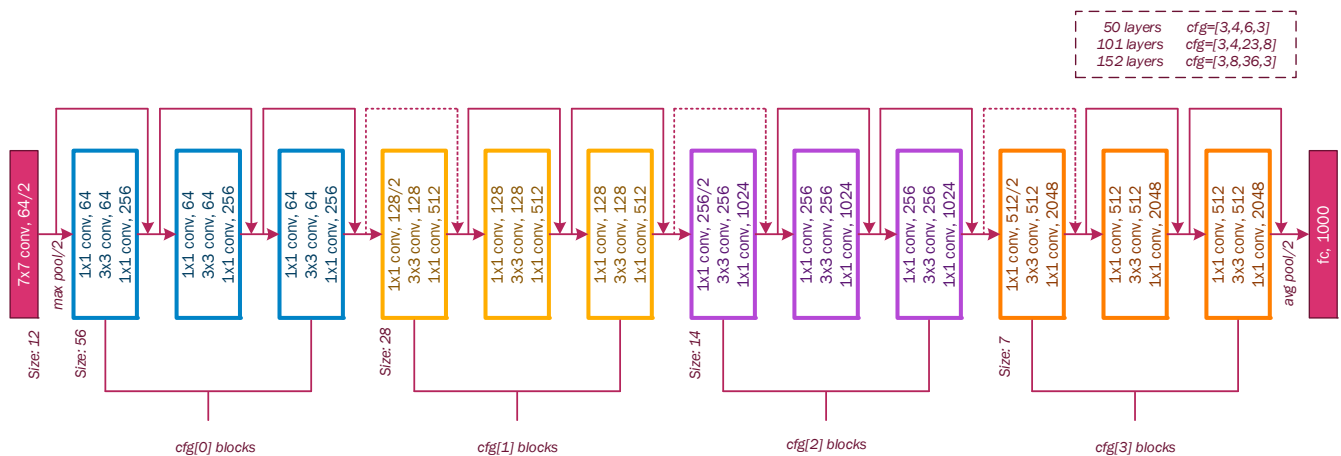 50 layers cfg=[3,4,6,3]
101 layers cfg=[3,4,23,8]
152 layers cfg=[3,8,36,3]
7x7 conv, 64/2
max pool/2
1x1 conv, 64
3x3 conv, 64
1x1 conv, 256
1x1 conv, 64
3x3 conv, 64
1x1 conv, 256
1x1 conv, 64
3x3 conv, 64
1x1 conv, 256
1x1 conv, 128/2
3x3 conv, 128
1x1 conv, 512
1x1 conv, 128
3x3 conv, 128
1x1 conv, 512
1x1 conv, 128
3x3 conv, 128
1x1 conv, 512
1x1 conv, 256/2
3x3 conv, 256
1x1 conv, 1024
1x1 conv, 256
3x3 conv, 256
1x1 conv, 1024
1x1 conv, 256
3x3 conv, 256
1x1 conv, 1024
1x1 conv, 512/2
3x3 conv, 512
1x1 conv, 2048
1x1 conv, 512
3x3 conv, 512
1x1 conv, 2048
1x1 conv, 512
3x3 conv, 512
1x1 conv, 2048
avg pool/2
fc, 1000
Size: 12
Size: 56
Size: 28
Size: 14
Size: 7
cfg[0] blocks
cfg[1] blocks
cfg[2] blocks
cfg[3] blocks